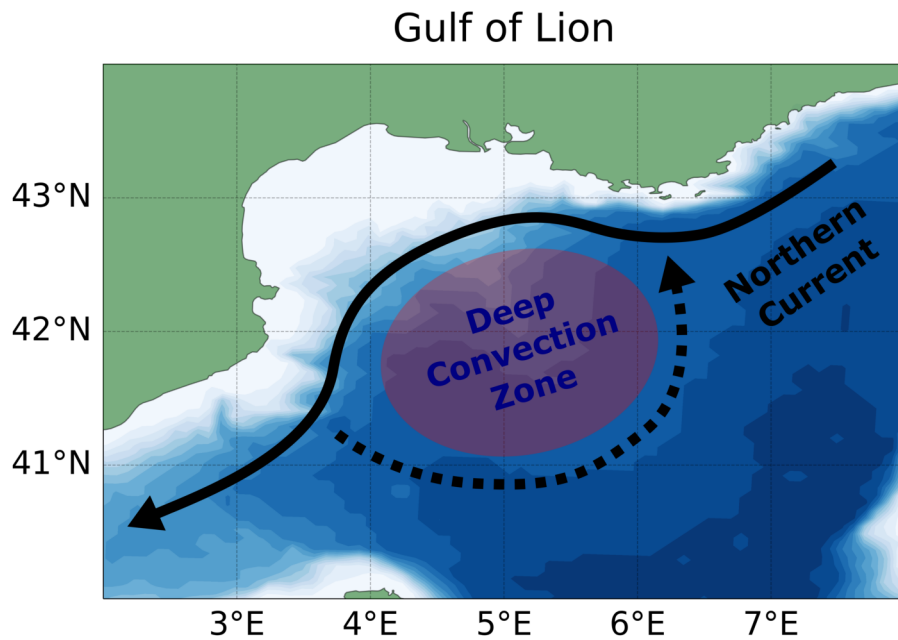 Gulf of Lion
43°N
42°N
41°N
3°E
4°E
5°E
6°E
7°E
Northern
Current
Deep
Convection
Zone